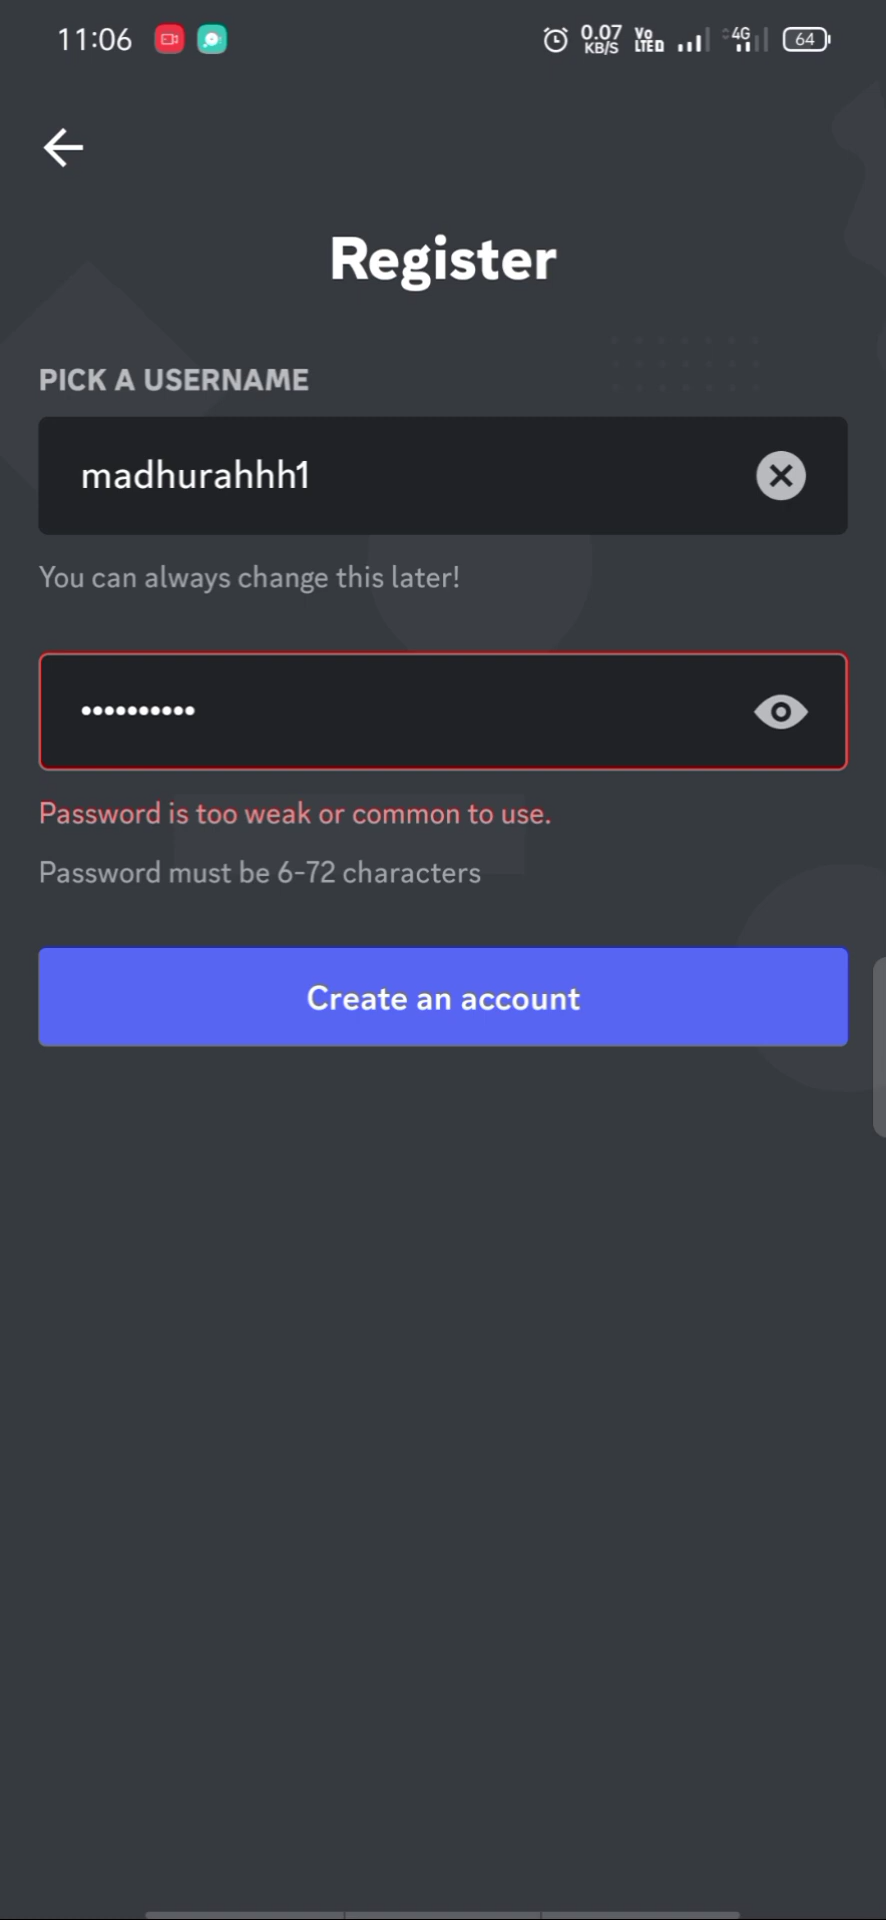 11:06 0.07 KB/S Vo LTED 4G 64
Register
PICK A USERNAME
madhurahhh1
You can always change this later!
••••••••••
Password is too weak or common to use.
Password must be 6-72 characters
Create an account